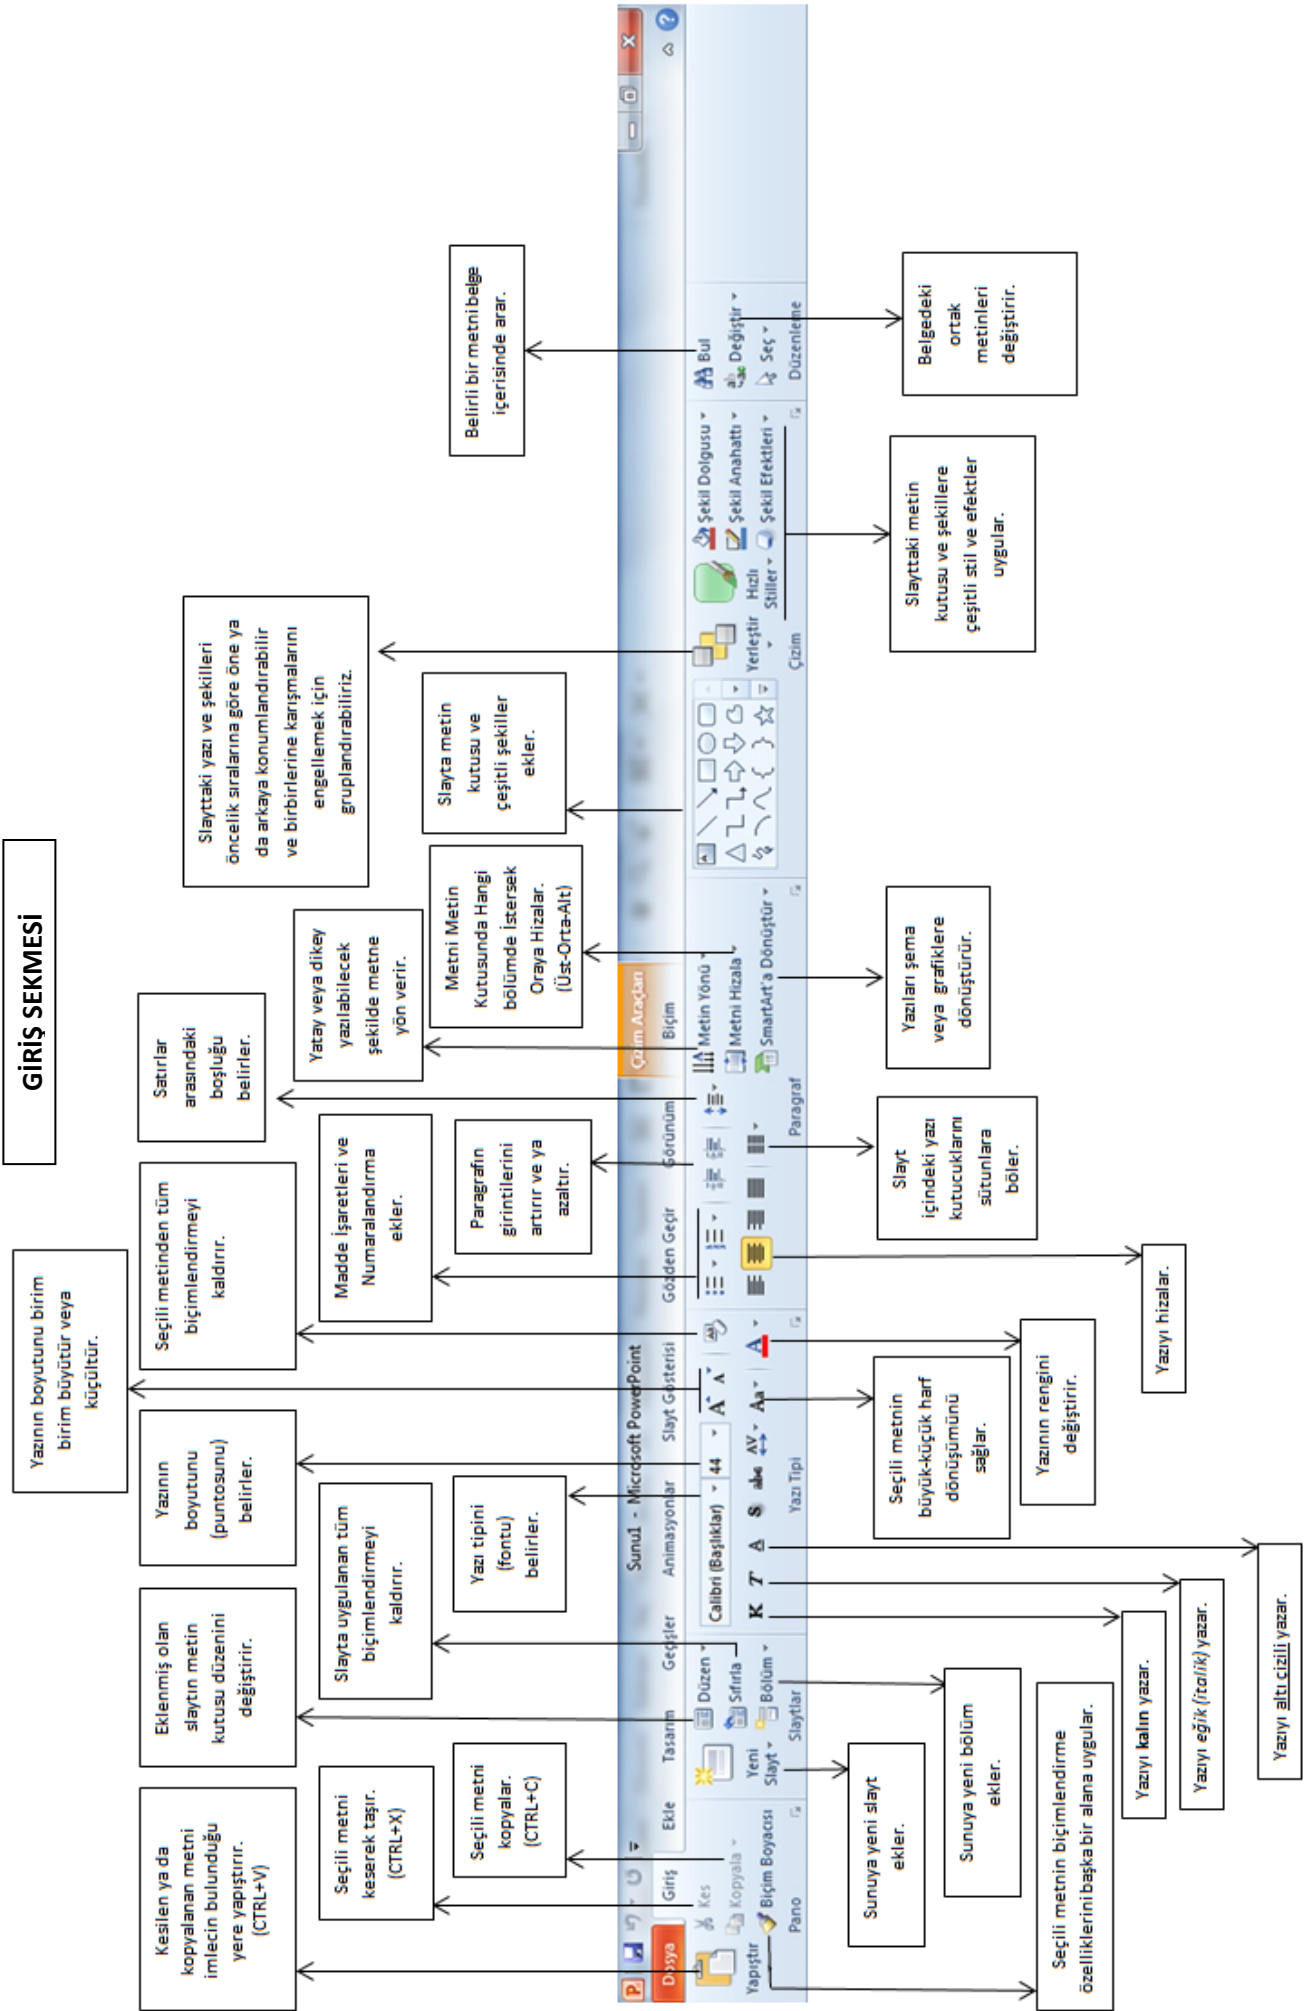 GİRİŞ SEKMESİ
Kesilen ya da
kopyalanan metni
imlecin bulunduğu
yere yapıştırır.
(CTRL+V)
Eklenmiş olan
slaytın metin
kutusu düzenini
değiştirir.
Yazının
boyutunu
(puntosunu)
belirler.
Yazının boyutunu birim
birim büyütür veya
küçültür.
Seçili metinden tüm
biçimlendirmeyi
kaldırır.
Satırlar
arasındaki
boşluğu
belirler.
Slayttaki yazı ve şekilleri
öncelik sıralarına göre öne ya
da arkaya konumlandırabilir
ve birbirlerine karışmalarını
engellemek için
gruplandırabiliriz.
Seçili metni
keserek taşır.
(CTRL+X)
Slayta uygulanan tüm
biçimlendirmeyi
kaldırır.
Madde İşaretleri ve
Numaralandırma
ekler.
Yatay veya dikey
yazılabilecek
şekilde metne
yön verir.
Seçili metni
kopyalar.
(CTRL+C)
Yazı tipini
(fontu)
belirler.
Paragrafın
girintilerini
artırır ve ya
azaltır.
Metni Metin
Kutusunda Hangi
bölümde İstersek
Oraya Hizalar.
(Üst-Orta-Alt)
Slayta metin
kutusu ve
çeşitli şekiller
ekler.
Belirli bir metni belge
içerisinde arar.
Sunu1 - Microsoft PowerPoint
Çizim Araçları
Dosya
Giriş
Ekle
Tasarım
Geçişler
Animasyonlar
Slayt Gösterisi
Gözden Geçir
Görünüm
Biçim
Yapıştır
Kes
Kopyala
Biçim Boyacısı
Pano
Yeni
Slayt
Düzen
Sıfırla
Bölüm
Slaytlar
Calibri (Başlıklar)
44
A A
K T A S abc AV Aa A
Yazı Tipi
Metin Yönü
Metni Hizala
SmartArt'a Dönüştür
Paragraf
Yerleştir
Hızlı
Stiller
Şekil Dolgusu
Şekil Anahattı
Şekil Efektleri
Çizim
Bul
Değiştir
Seç
Düzenleme
Sunuya yeni slayt
ekler.
Sunuya yeni bölüm
ekler.
Seçili metnin biçimlendirme
özelliklerini başka bir alana uygular.
Yazıyı kalın yazar.
Yazıyı eğik (italik) yazar.
Yazıyı altı çizili yazar.
Seçili metnin
büyük-küçük harf
dönüşümünü
sağlar.
Yazının rengini
değiştirir.
Yazıyı hizalar.
Slayt
içindeki yazı
kutucuklarını
sütunlara
böler.
Yazıları şema
veya grafiklere
dönüştürür.
Slayttaki metin
kutusu ve şekillere
çeşitli stil ve efektler
uygular.
Belgedeki
ortak
metinleri
değiştirir.